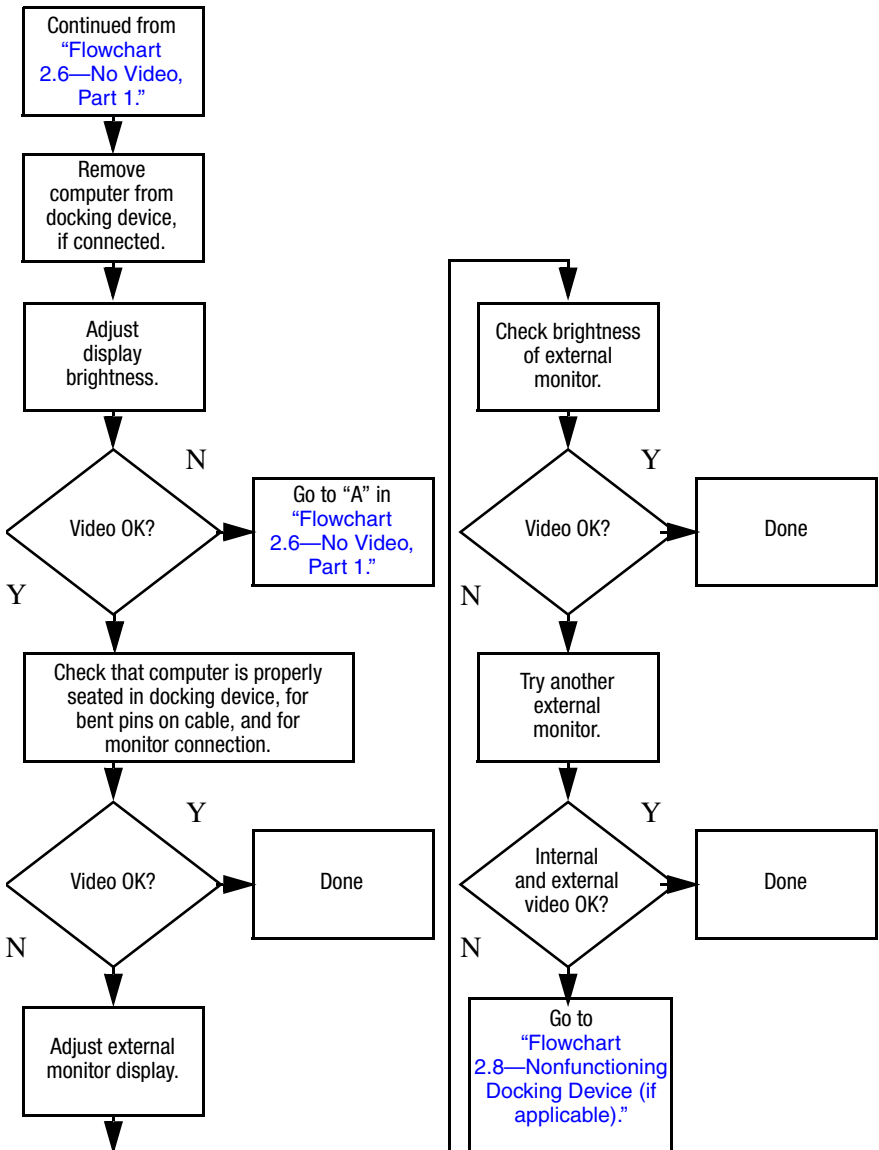 Continued from
“Flowchart
2.6—No Video,
Part 1.”
Remove
computer from
docking device,
if connected.
Adjust
display
brightness.
N
Video OK?
Go to “A” in
“Flowchart
2.6—No Video,
Part 1.”
Y
Check that computer is properly
seated in docking device, for
bent pins on cable, and for
monitor connection.
Y
Video OK?
Done
N
Adjust external
monitor display.
Check brightness
of external
monitor.
Y
Video OK?
Done
N
Try another
external
monitor.
Y
Internal
and external
video OK?
Done
N
Go to
“Flowchart
2.8—Nonfunctioning
Docking Device (if
applicable).”